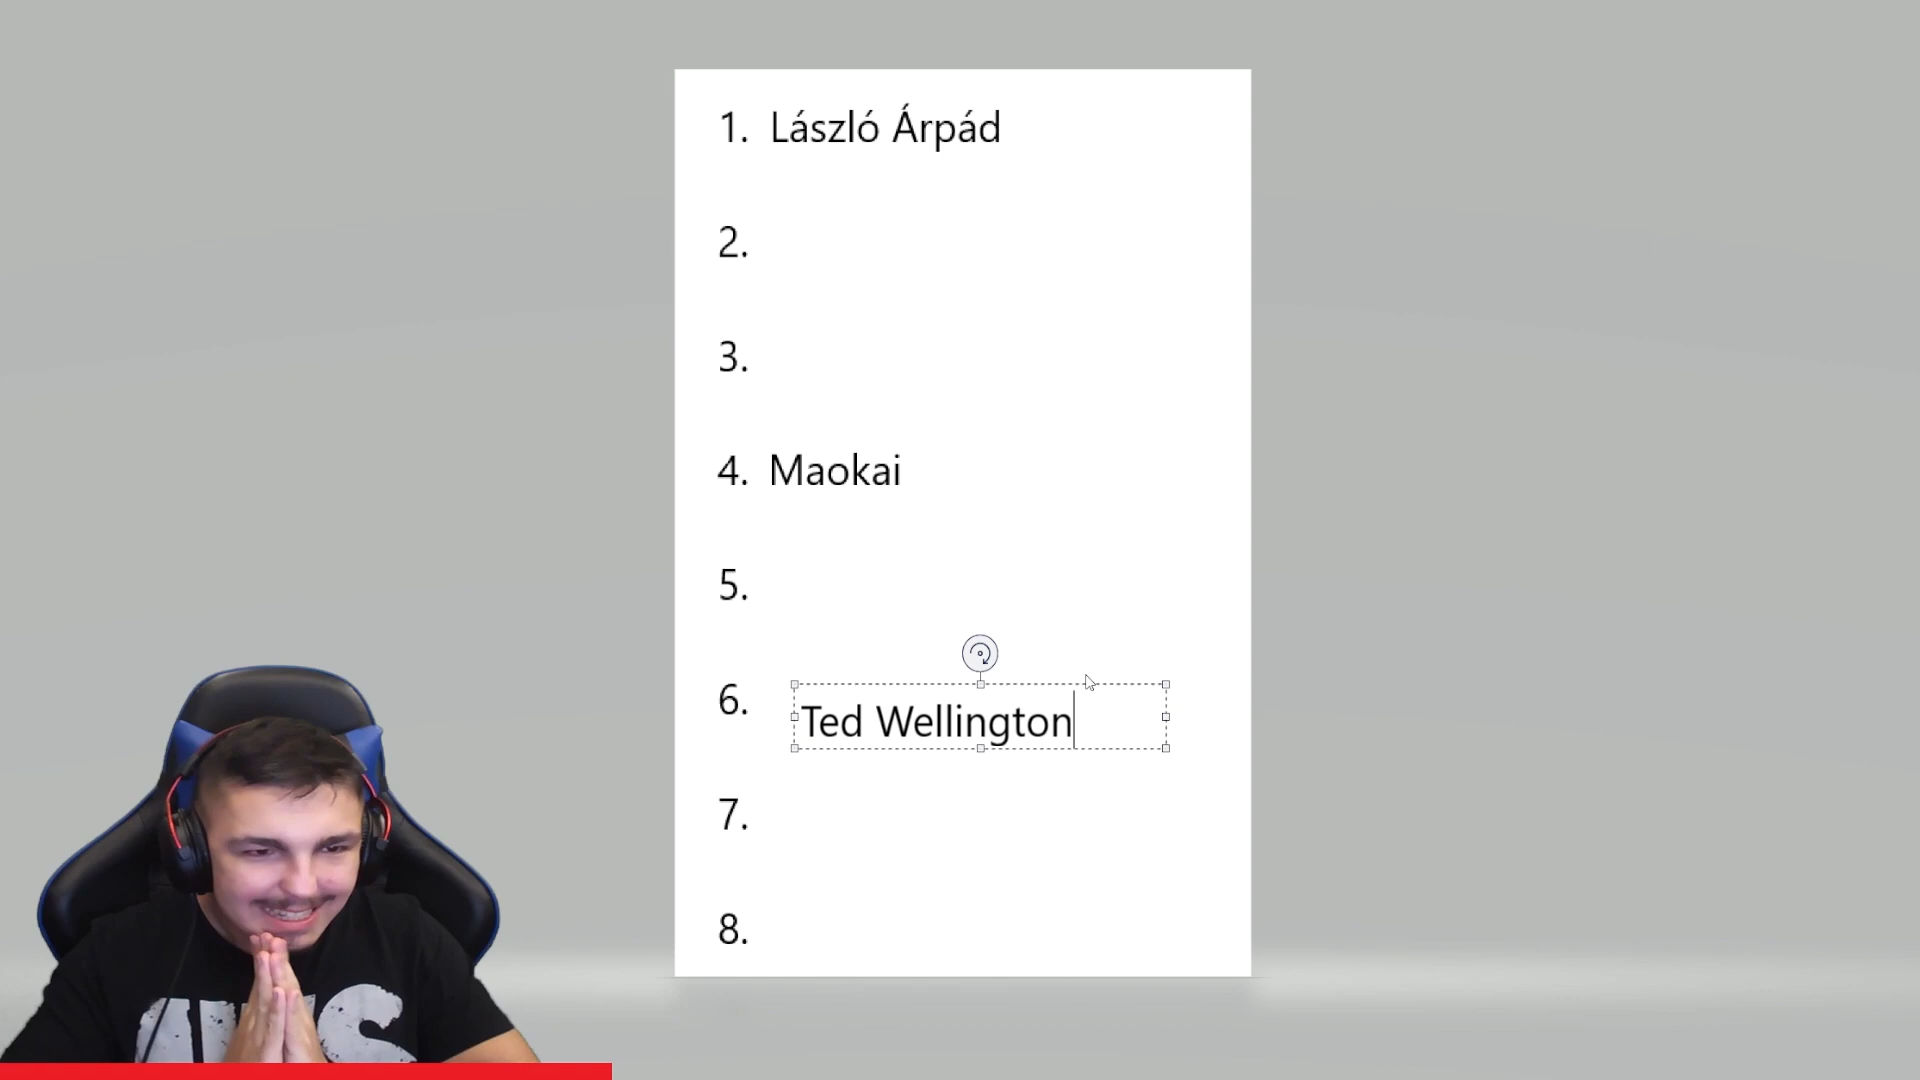 1. László Árpád
2.
3.
4. Maokai
5.
6. Ted Wellington
7.
8.